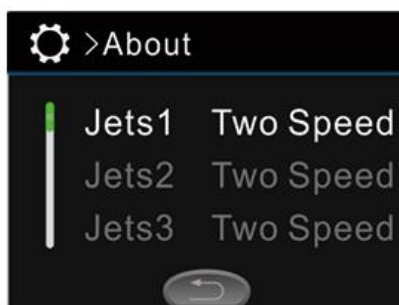 >About
Jets1 Two Speed
Jets2 Two Speed
Jets3 Two Speed